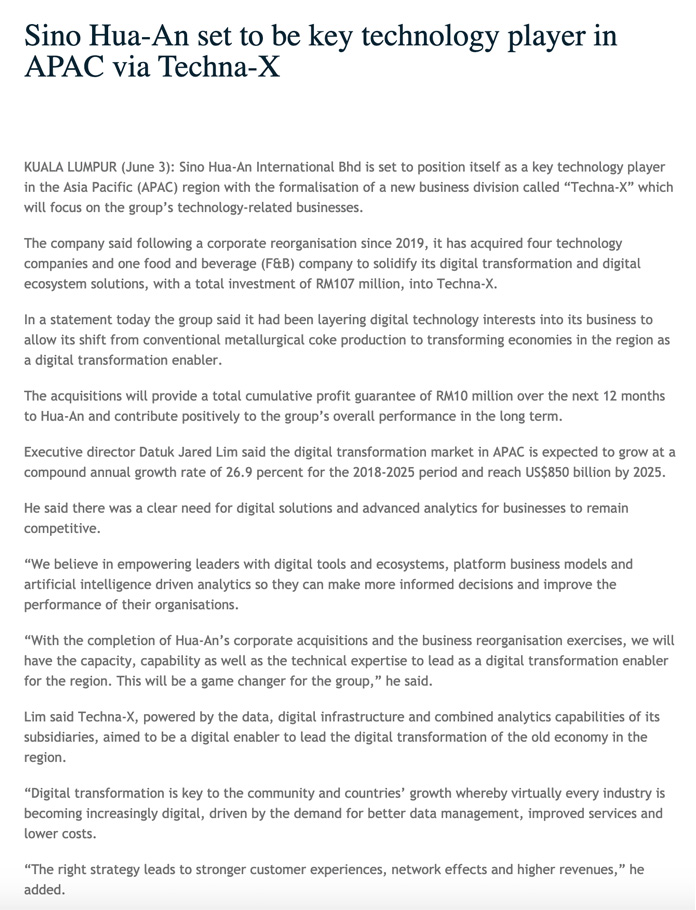 Sino Hua-An set to be key technology player in
APAC via Techna-X
KUALA LUMPUR (June 3): Sino Hua-An International Bhd is set to position itself as a key technology player
in the Asia Pacific (APAC) region with the formalisation of a new business division called “Techna-X” which
will focus on the group’s technology-related businesses.
The company said following a corporate reorganisation since 2019, it has acquired four technology
companies and one food and beverage (F&B) company to solidify its digital transformation and digital
ecosystem solutions, with a total investment of RM107 million, into Techna-X.
In a statement today the group said it had been layering digital technology interests into its business to
allow its shift from conventional metallurgical coke production to transforming economies in the region as
a digital transformation enabler.
The acquisitions will provide a total cumulative profit guarantee of RM10 million over the next 12 months
to Hua-An and contribute positively to the group’s overall performance in the long term.
Executive director Datuk Jared Lim said the digital transformation market in APAC is expected to grow at a
compound annual growth rate of 26.9 percent for the 2018-2025 period and reach US$850 billion by 2025.
He said there was a clear need for digital solutions and advanced analytics for businesses to remain
competitive.
“We believe in empowering leaders with digital tools and ecosystems, platform business models and
artificial intelligence driven analytics so they can make more informed decisions and improve the
performance of their organisations.
“With the completion of Hua-An’s corporate acquisitions and the business reorganisation exercises, we will
have the capacity, capability as well as the technical expertise to lead as a digital transformation enabler
for the region. This will be a game changer for the group,” he said.
Lim said Techna-X, powered by the data, digital infrastructure and combined analytics capabilities of its
subsidiaries, aimed to be a digital enabler to lead the digital transformation of the old economy in the
region.
“Digital transformation is key to the community and countries’ growth whereby virtually every industry is
becoming increasingly digital, driven by the demand for better data management, improved services and
lower costs.
“The right strategy leads to stronger customer experiences, network effects and higher revenues,” he
added.